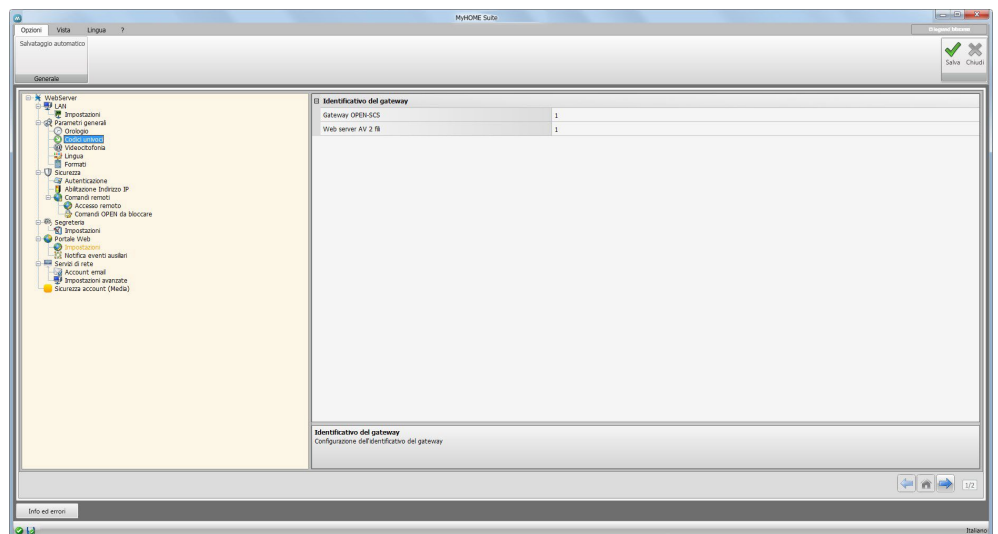 MyHOME Suite
Opzioni Vista Lingua ?
Salvataggio automatico
Generale
Salva Chiudi
WebServer
LAN
Impostazioni
Parametri generali
Orologio
Codici univoci
Videocitofonia
Lingua
Formati
Sicurezza
Autenticazione
Abilitazione Indirizzo IP
Comandi remoti
Accesso remoto
Comandi OPEN da bloccare
Segreteria
Impostazioni
Portale Web
Impostazioni
Notifica eventi ausiliari
Servizi di rete
Account email
Impostazioni avanzate
Sicurezza account (Media)
Identificativo del gateway
Gateway OPEN-SCS 1
Web server AV 2 fili 1
Identificativo del gateway
Configurazione dell'identificativo del gateway
1/2
Info ed errori
Italiano